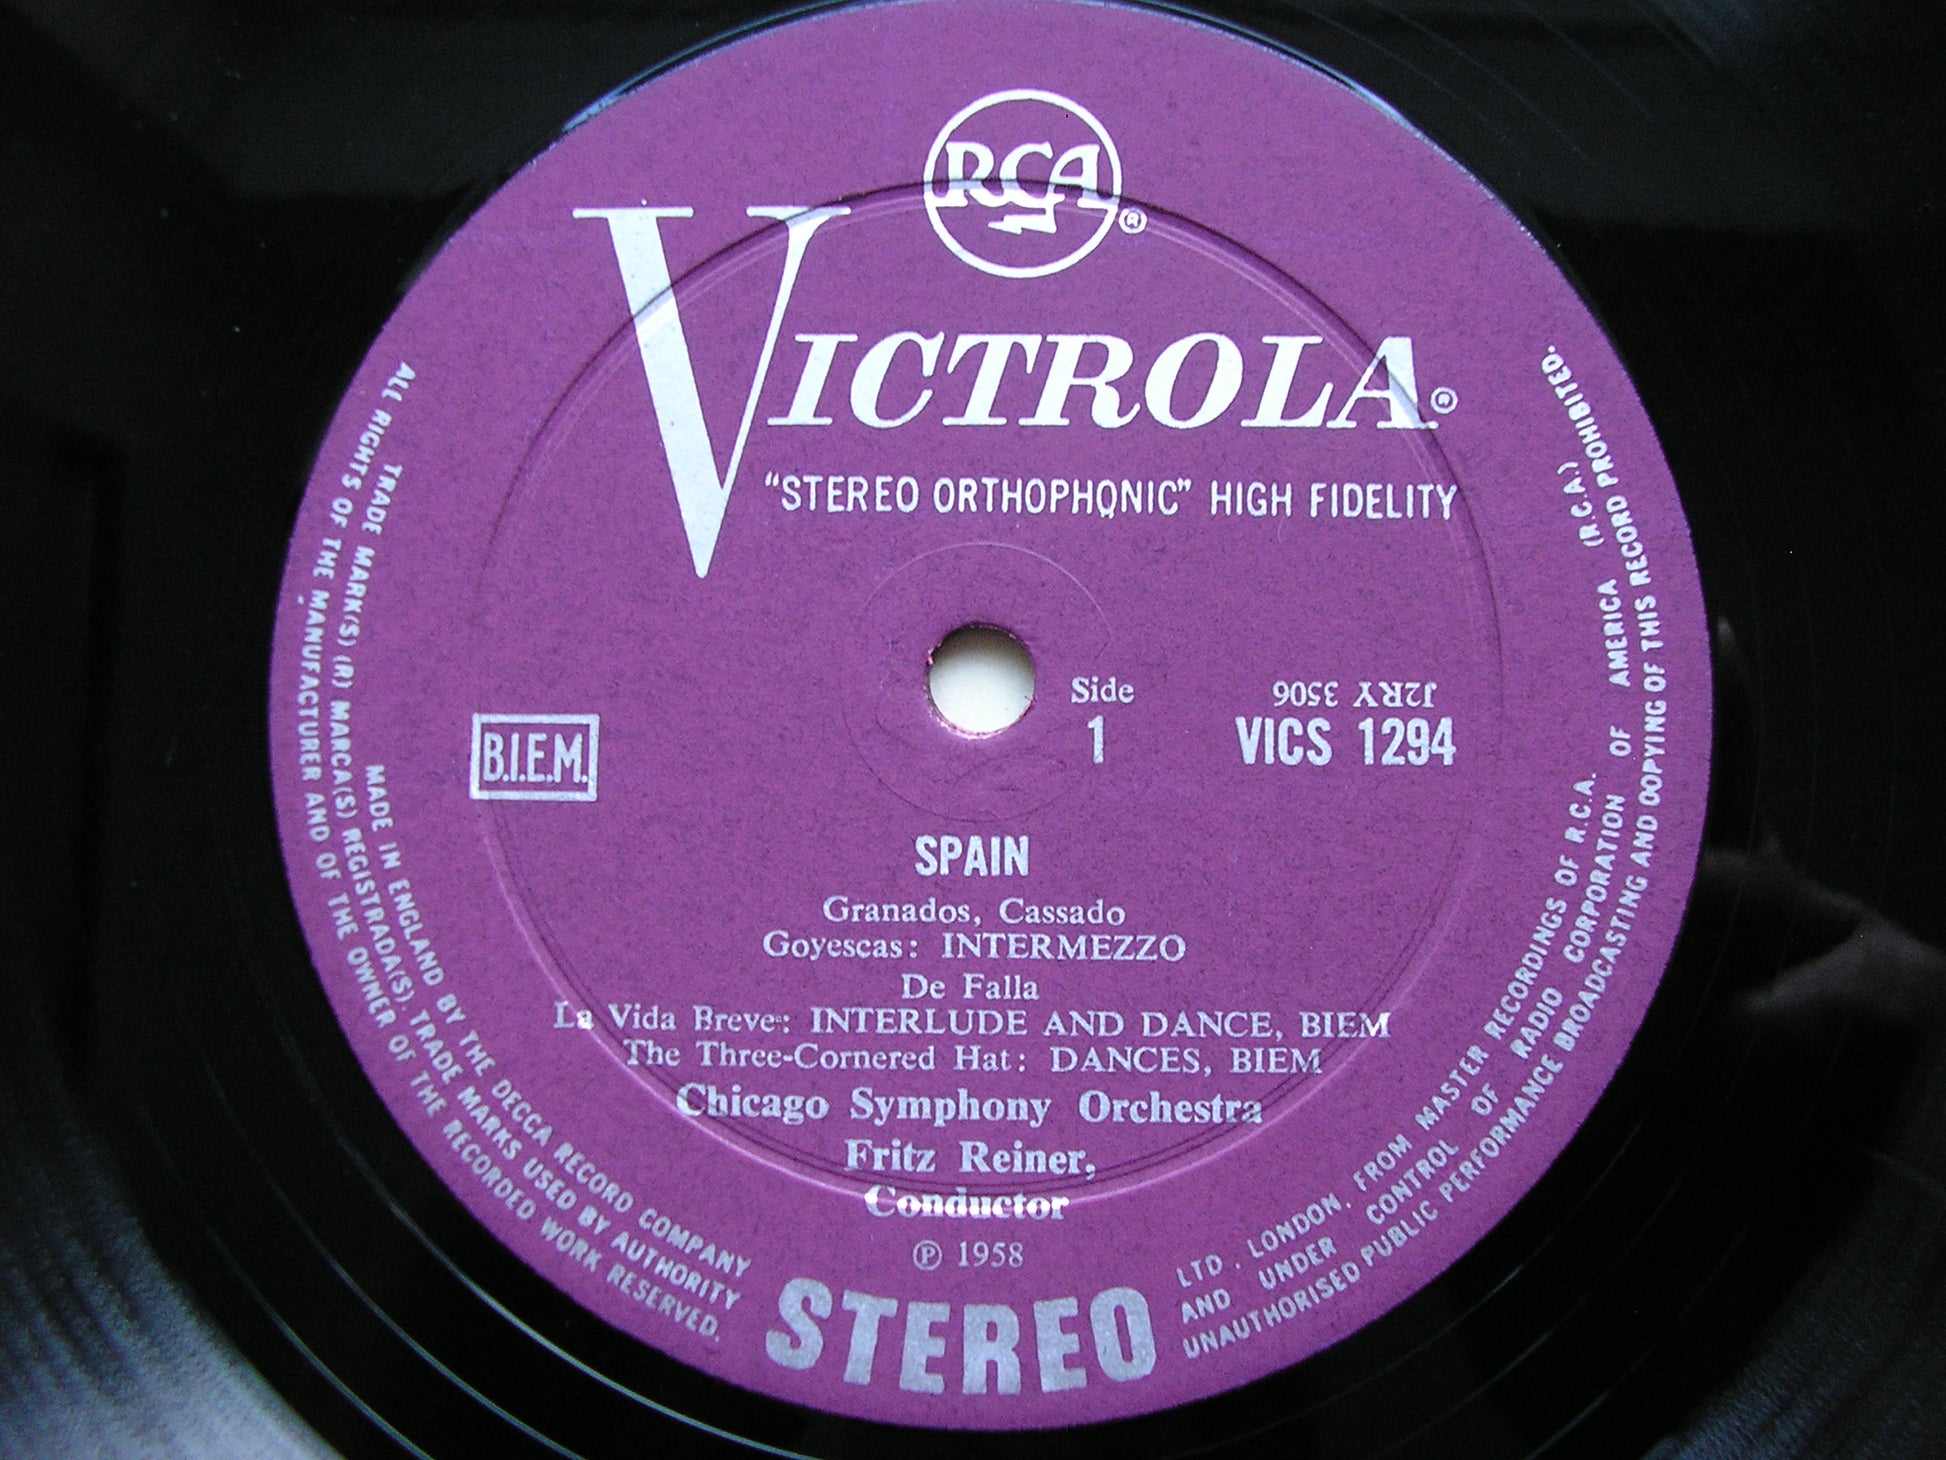 RCA
®
VICTROLA®
"STEREO ORTHOPHONIC" HIGH FIDELITY
Side
1
J2RY 3506
VICS 1294
B.I.E.M.
SPAIN
Granados, Cassado
Goyescas: INTERMEZZO
De Falla
La Vida Breve: INTERLUDE AND DANCE, BIEM
The Three-Cornered Hat: DANCES, BIEM
Chicago Symphony Orchestra
Fritz Reiner,
Conductor
℗ 1958
STEREO
MADE IN ENGLAND BY THE DECCA RECORD COMPANY LTD., LONDON, FROM MASTER RECORDINGS OF R.C.A.
TRADE MARK(S) (R) MARCA(S) REGISTRADA(S). TRADE MARKS USED BY AUTHORITY AND UNDER CONTROL OF RADIO CORPORATION OF AMERICA (R.C.A.)
ALL RIGHTS OF THE MANUFACTURER AND OF THE OWNER OF THE RECORDED WORK RESERVED. UNAUTHORISED PUBLIC PERFORMANCE BROADCASTING AND COPYING OF THIS RECORD PROHIBITED.